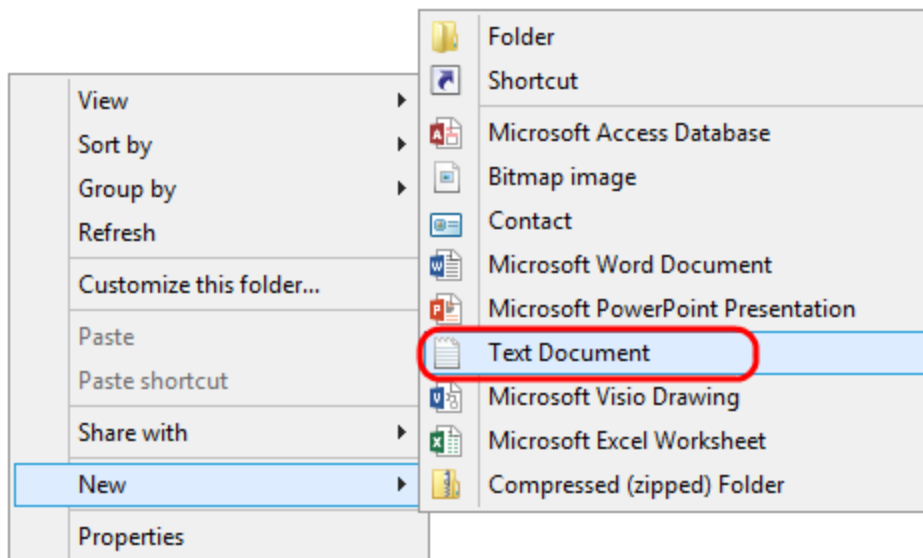 View
Sort by
Group by
Refresh
Customize this folder...
Paste
Paste shortcut
Share with
New
Properties
Folder
Shortcut
Microsoft Access Database
Bitmap image
Contact
Microsoft Word Document
Microsoft PowerPoint Presentation
Text Document
Microsoft Visio Drawing
Microsoft Excel Worksheet
Compressed (zipped) Folder